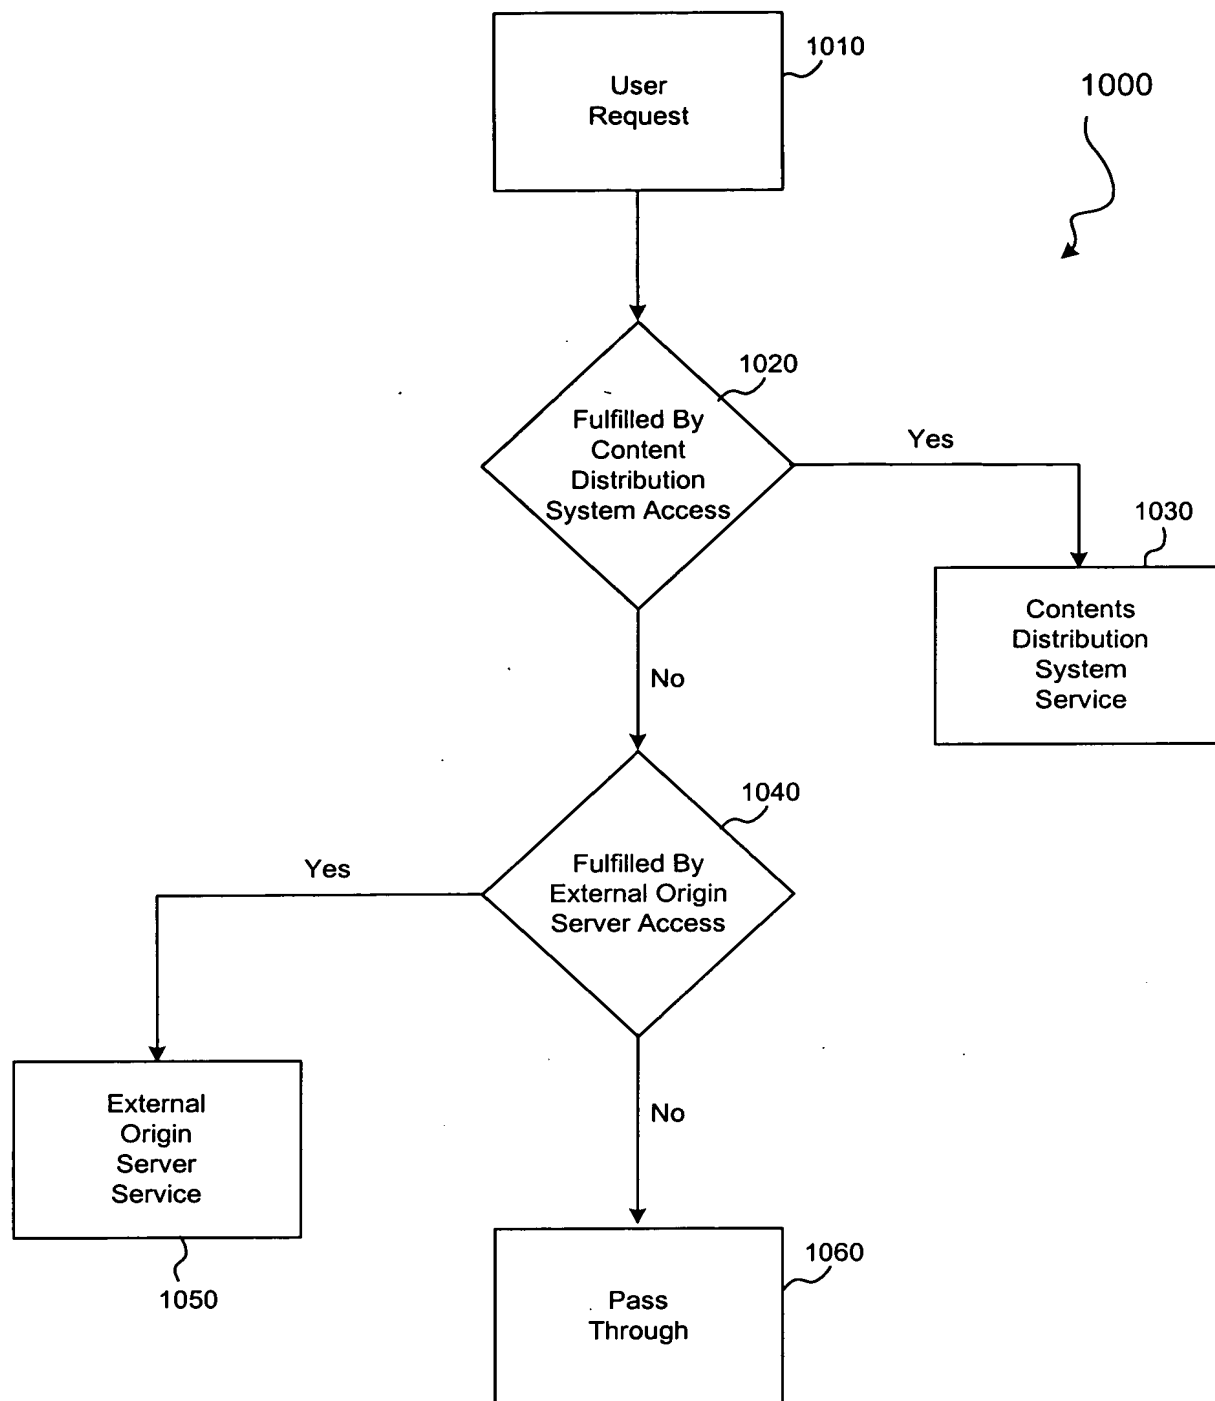 User
Request
1010
1000
1020
Fulfilled By
Content
Distribution
System Access
Yes
1030
Contents
Distribution
System
Service
No
1040
Fulfilled By
External Origin
Server Access
Yes
External
Origin
Server
Service
1050
No
1060
Pass
Through